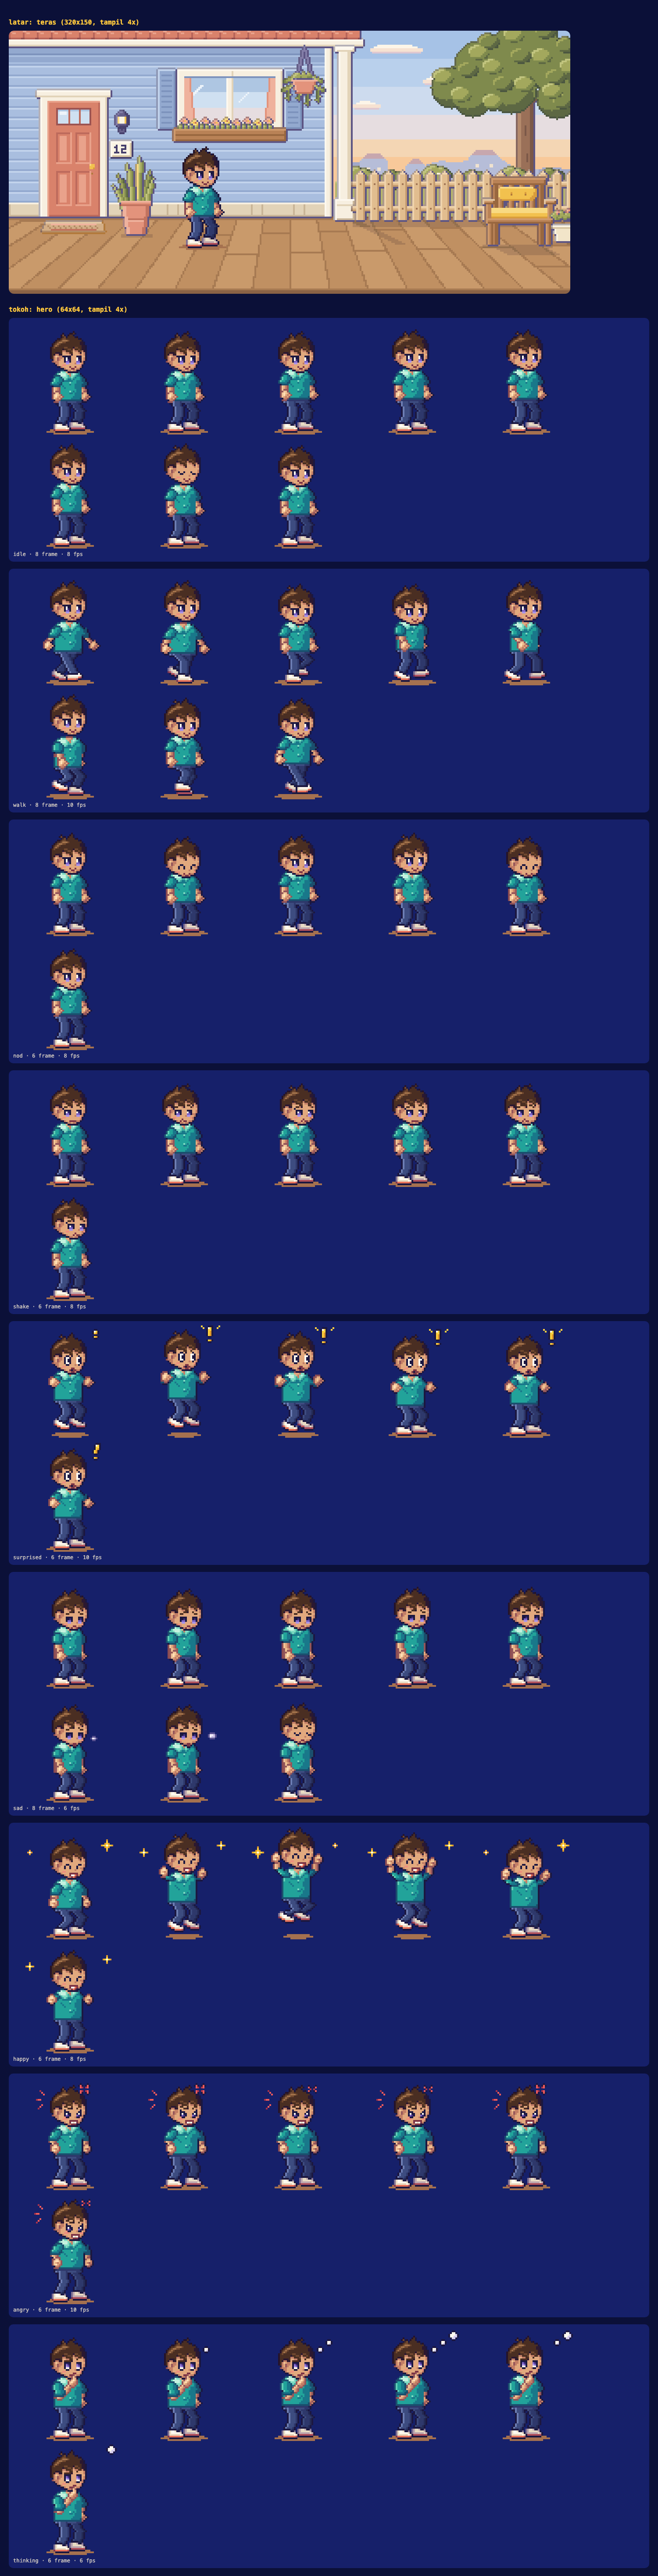 latar: teras (320x150, tampil 4x)
12
tokoh: hero (64x64, tampil 4x)
idle · 8 frame · 8 fps
walk · 8 frame · 10 fps
nod · 6 frame · 8 fps
shake · 6 frame · 8 fps
! ! ! !
surprised · 6 frame · 10 fps
sad · 8 frame · 6 fps
happy · 6 frame · 8 fps
angry · 6 frame · 10 fps
thinking · 6 frame · 6 fps